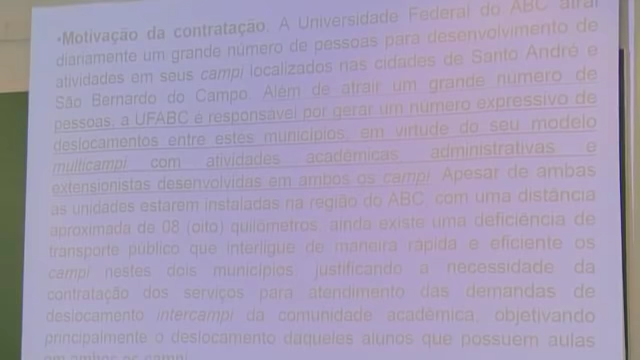 •Motivação da contratação. A Universidade Federal do ABC atrai
diariamente um grande número de pessoas para desenvolvimento de
atividades em seus campi localizados nas cidades de Santo André e
São Bernardo do Campo. Além de atrair um grande número de
pessoas, a UFABC é responsável por gerar um número expressivo de
deslocamentos entre estes municípios, em virtude do seu modelo
multicampi com atividades acadêmicas administrativas e
extensionistas desenvolvidas em ambos os campi. Apesar de ambas
as unidades estarem instaladas na região do ABC, com uma distância
aproximada de 08 (oito) quilômetros, ainda existe uma deficiência de
transporte público que interligue de maneira rápida e eficiente os
campi nestes dois municípios, justificando a necessidade da
contratação dos serviços para atendimento das demandas de
deslocamento intercampi da comunidade acadêmica, objetivando
principalmente o deslocamento daqueles alunos que possuem aulas
em ambos os campi